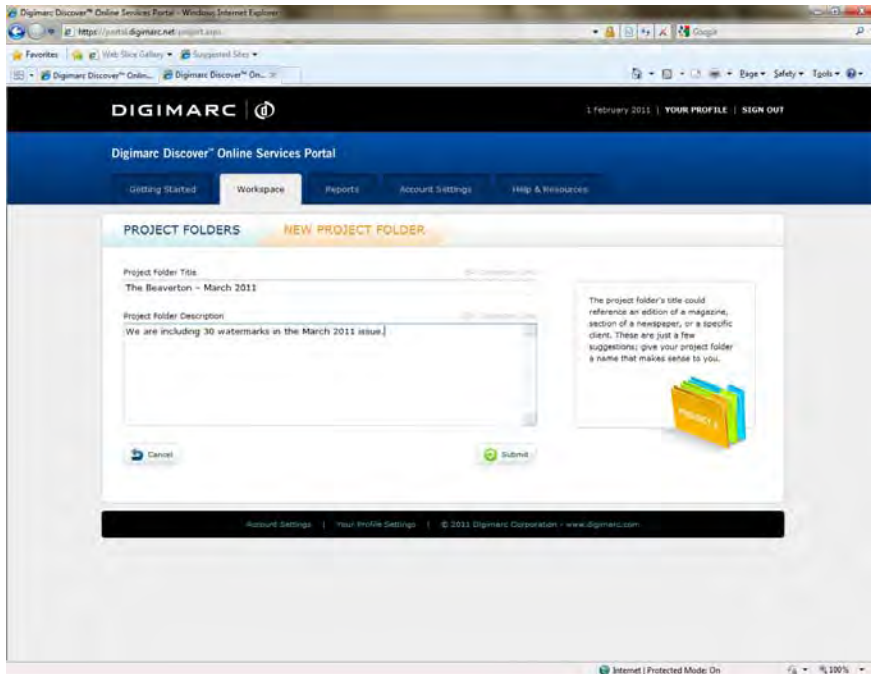 Digimarc Discover™ Online Services Portal - Windows Internet Explorer
https://portal.digimarc.net/project.aspx
Google
Favorites Web Slice Gallery Suggested Sites
Digimarc Discover™ Onlin... Digimarc Discover™ On... Page Safety Tools
DIGIMARC
1 february 2011 | YOUR PROFILE | SIGN OUT
Digimarc Discover™ Online Services Portal
Getting Started Workspace Reports Account Settings Help & Resources
PROJECT FOLDERS NEW PROJECT FOLDER
Project Folder Title
The Beaverton – March 2011
Project Folder Description
We are including 30 watermarks in the March 2011 issue.
The project folder's title could
reference an edition of a magazine,
section of a newspaper, or a specific
client. These are just a few
suggestions; give your project folder
a name that makes sense to you.
Cancel Submit
Account Settings | Your Profile Settings | © 2011 Digimarc Corporation - www.digimarc.com
Internet | Protected Mode: On 100%